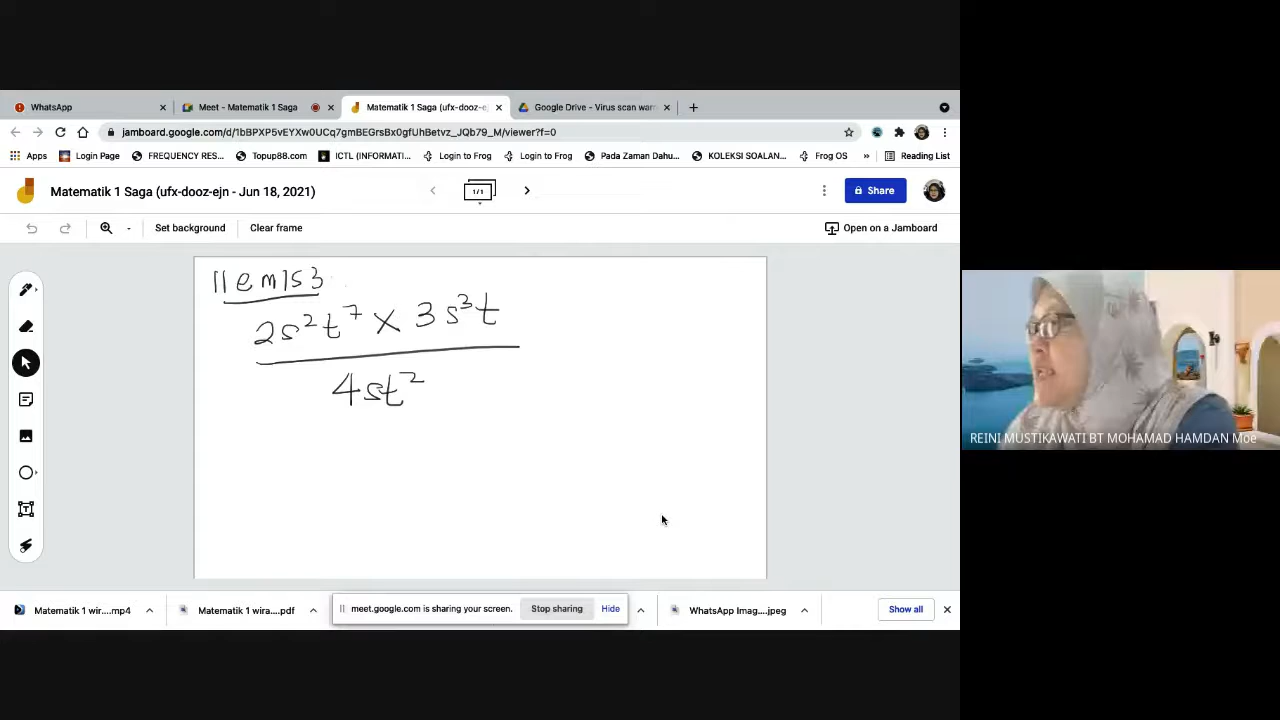 WhatsApp
Meet - Matematik 1 Saga
Matematik 1 Saga (ufx-dooz-e
Google Drive - Virus scan warn
jamboard.google.com/d/1bBPXP5vEYXw0UCq7gmBEGrsBx0gfUhBetvz_JQb79_M/viewer?f=0
Apps Login Page FREQUENCY RES... Topup88.com ICTL (INFORMATI... Login to Frog Login to Frog Pada Zaman Dahu... KOLEKSI SOALAN... Frog OS » Reading List
Matematik 1 Saga (ufx-dooz-ejn - Jun 18, 2021)
1/1
Share
Set background Clear frame Open on a Jamboard
2s²t⁷ × 3s³t
4st²
REINI MUSTIKAWATI BT MOHAMAD HAMDAN Moe
Matematik 1 wir....mp4 Matematik 1 wira....pdf meet.google.com is sharing your screen. Stop sharing Hide WhatsApp Imag....jpeg Show all